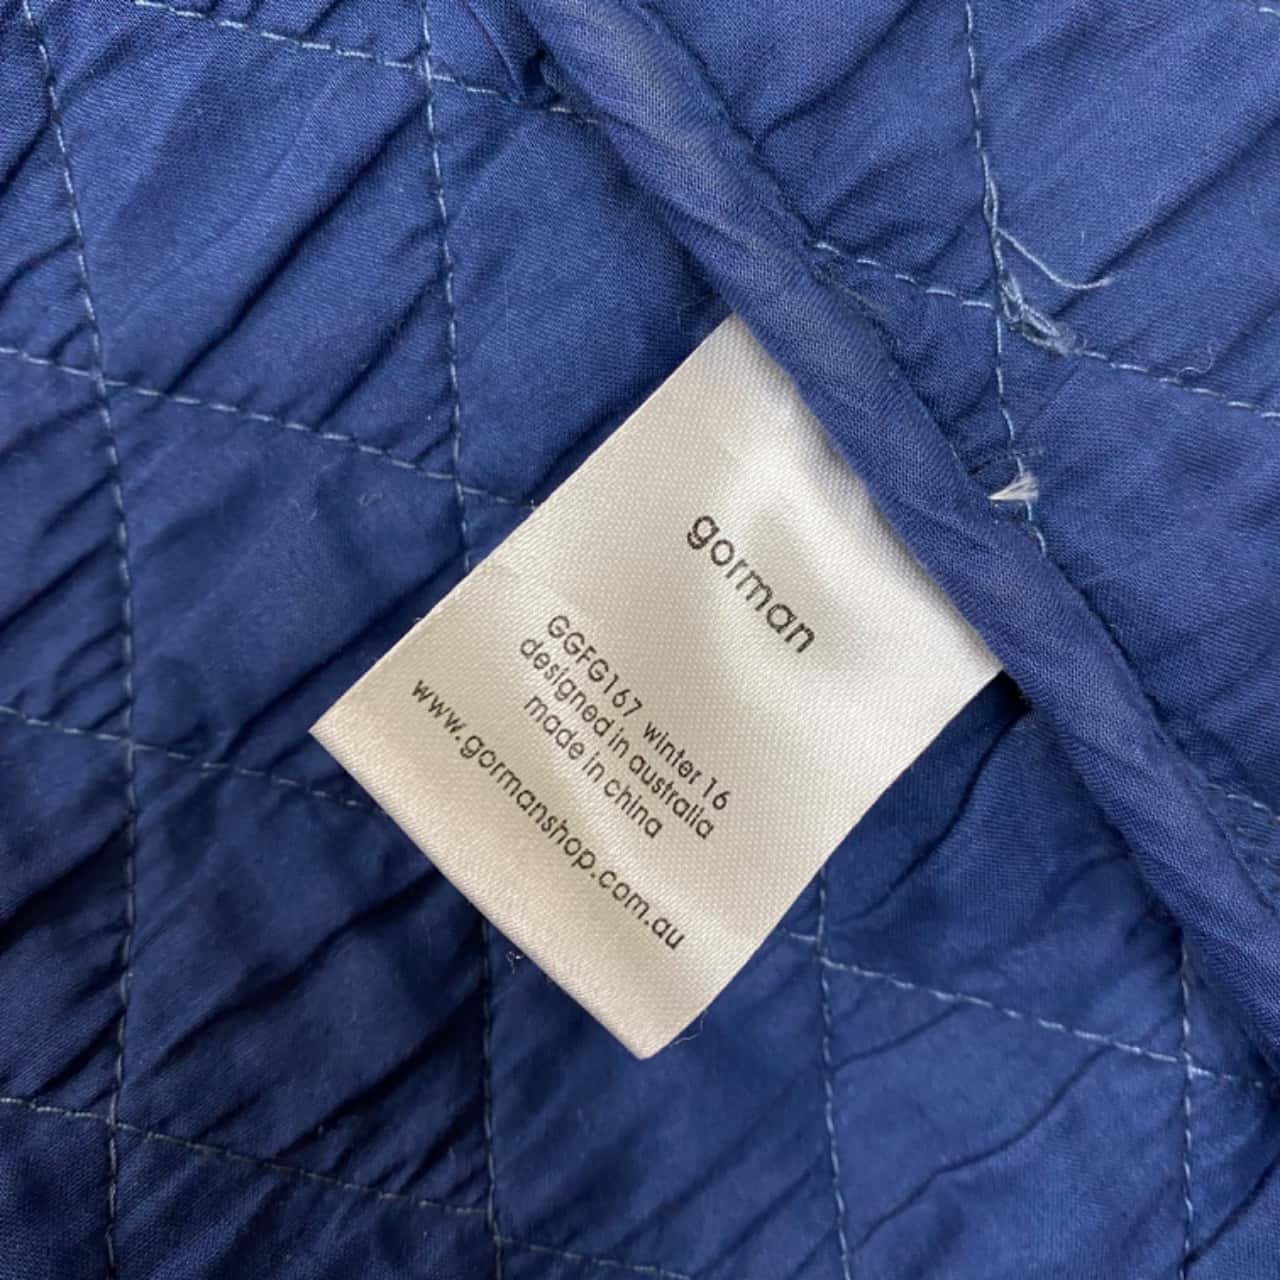 gorman
GGFG167 winter 16
designed in australia
made in china
www.gormanshop.com.au